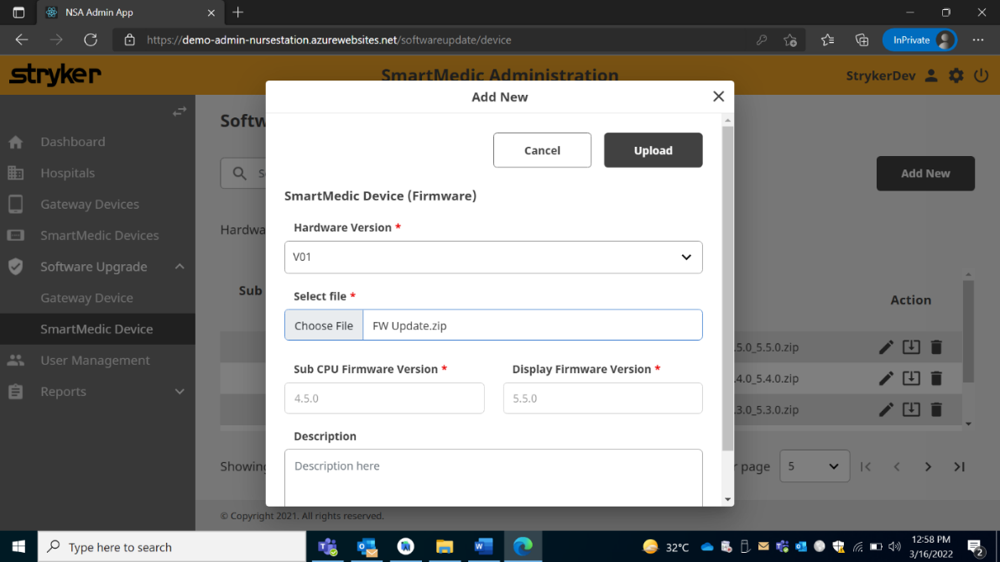 NSA Admin App
https://demo-admin-nursestation.azurewebsites.net/softwareupdate/device
InPrivate
stryker
SmartMedic Administration
StrykerDev
Add New
Cancel
Upload
SmartMedic Device (Firmware)
Hardware Version *
V01
Select file *
Choose File
FW Update.zip
Sub CPU Firmware Version *
Display Firmware Version *
4.5.0
5.5.0
Description
Description here
Dashboard
Hospitals
Gateway Devices
SmartMedic Devices
Software Upgrade
Gateway Device
SmartMedic Device
User Management
Reports
Softw
S
Add New
Hardwa
Sub
Action
.5.0_5.5.0.zip
.4.0_5.4.0.zip
.3.0_5.3.0.zip
Showing
r page
5
© Copyright 2021. All rights reserved.
Type here to search
32°C
12:58 PM
3/16/2022
2